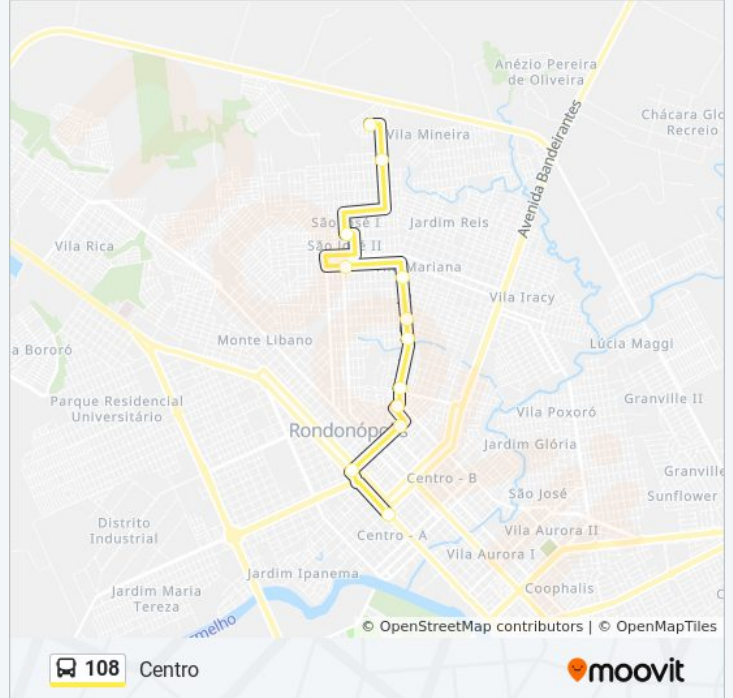 Anézio Pereira
de Oliveira
Chácara Glo
Recreio
Vila Mineira
Avenida Bandeirantes
São José I
Jardim Reis
São José II
Vila Rica
Mariana
Vila Iracy
Monte Libano
Lúcia Maggi
a Bororó
Parque Residencial
Universitário
Granville II
Vila Poxoró
Rondonópolis
Jardim Glória
Centro - B
Granville
Sunflower
São José
Distrito
Industrial
Centro - A
Vila Aurora II
Vila Aurora I
Jardim Ipanema
Coophalis
Jardim Maria
Tereza
melho
C
© OpenStreetMap contributors | © OpenMapTiles
108 Centro
moovit